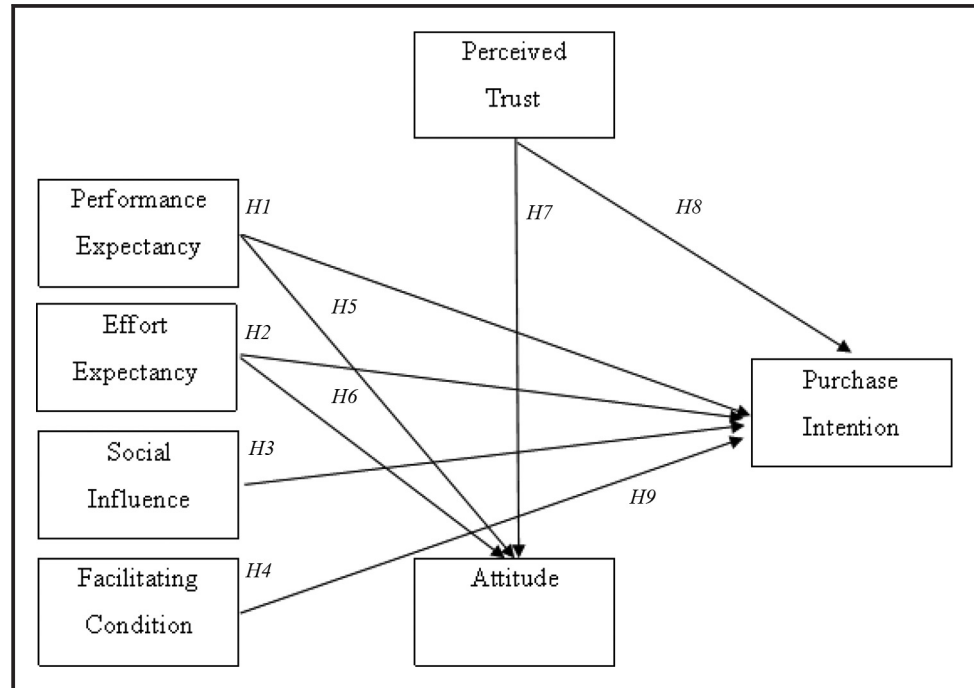 Perceived
Trust
Performance
Expectancy
H1
H7
H8
Effort
Expectancy
H2
H5
H6
Purchase
Intention
Social
Influence
H3
H9
Facilitating
Condition
H4
Attitude